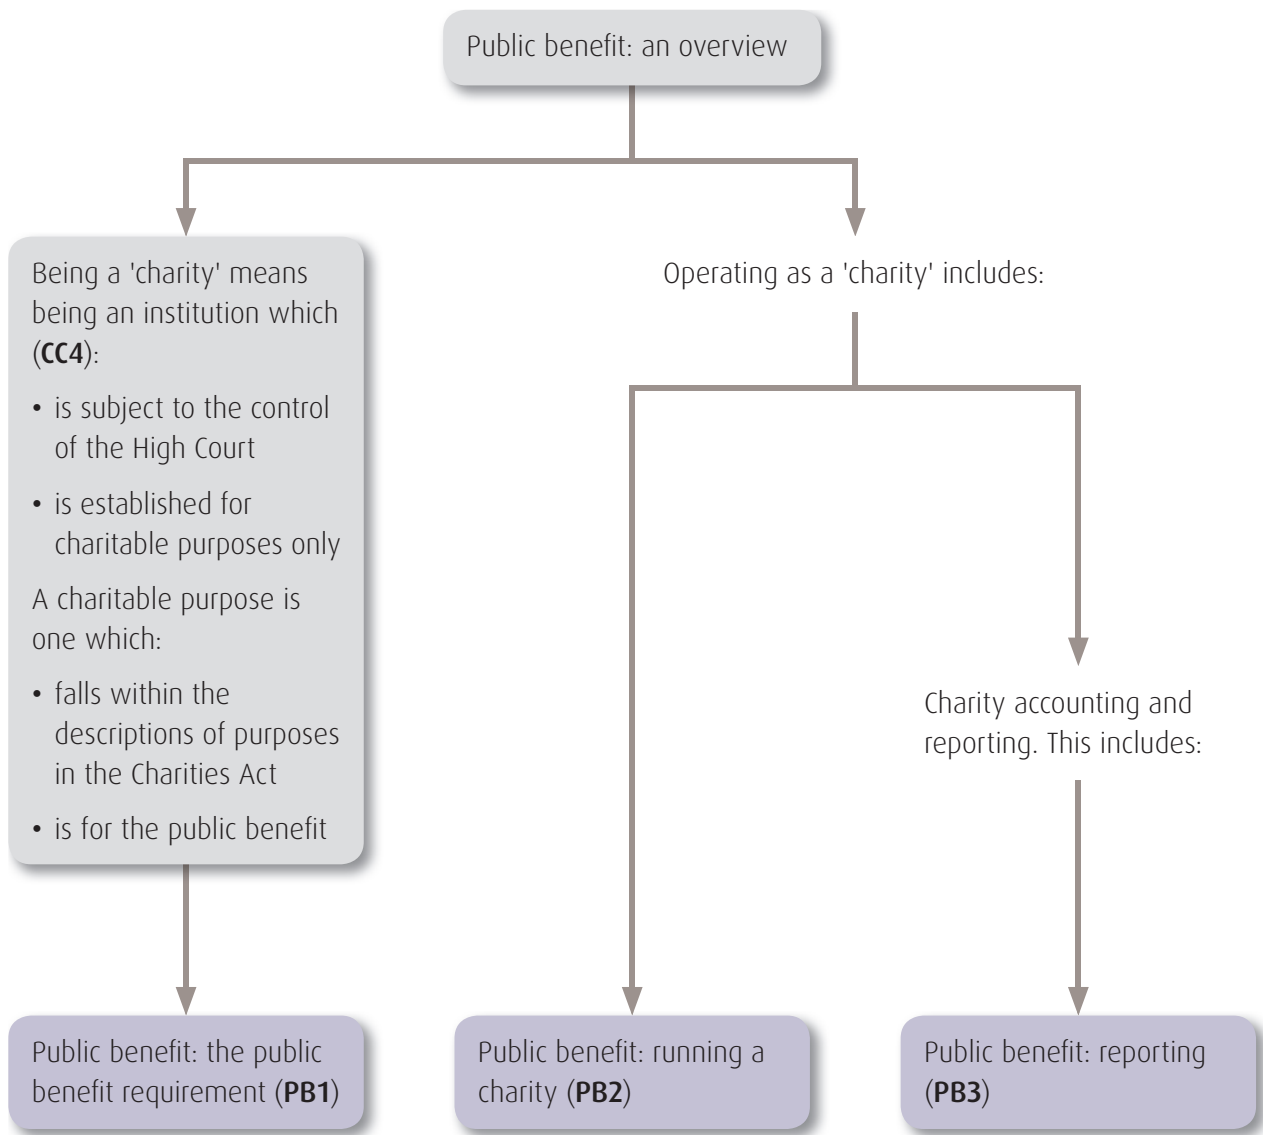 Public benefit: an overview
Being a 'charity' means
being an institution which
(CC4):
• is subject to the control
of the High Court
• is established for
charitable purposes only
A charitable purpose is
one which:
• falls within the
descriptions of purposes
in the Charities Act
• is for the public benefit
Operating as a 'charity' includes:
Charity accounting and
reporting. This includes:
Public benefit: the public
benefit requirement (PB1)
Public benefit: running a
charity (PB2)
Public benefit: reporting
(PB3)